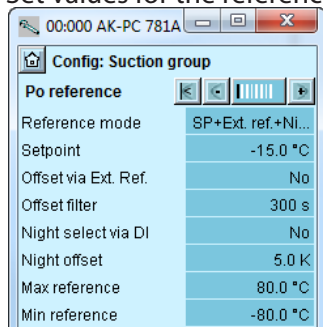 Set values for the reference
00:000 AK-PC 781A
Config: Suction group
Po reference
Reference mode SP+Ext. ref.+Ni...
Setpoint -15.0 °C
Offset via Ext. Ref. No
Offset filter 300 s
Night select via DI No
Night offset 5.0 K
Max reference 80.0 °C
Min reference -80.0 °C